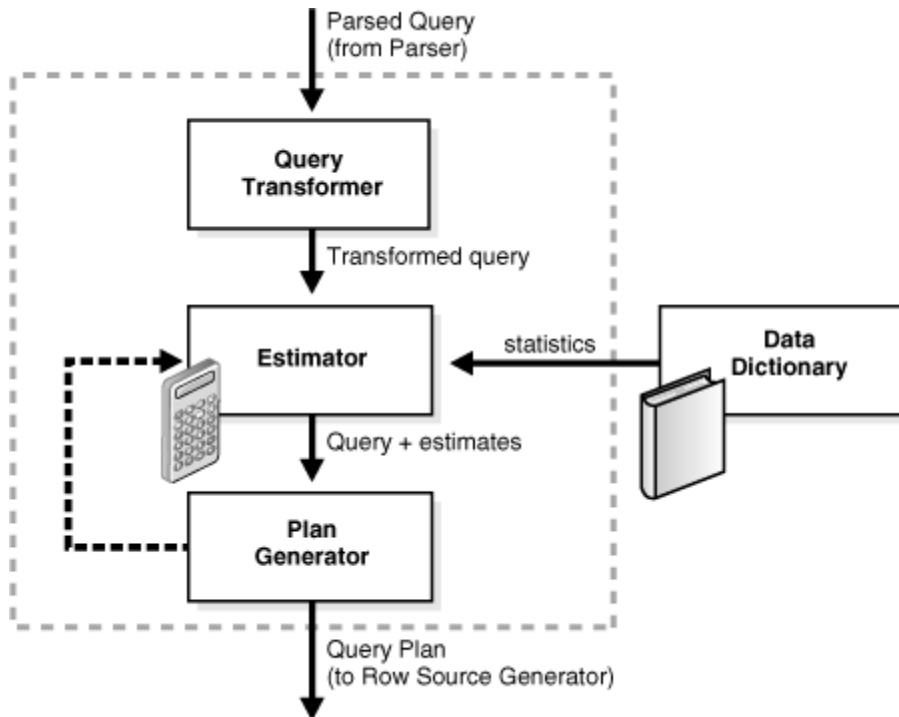 Parsed Query
(from Parser)
Query
Transformer
Transformed query
Estimator
statistics
Data
Dictionary
Query + estimates
Plan
Generator
Query Plan
(to Row Source Generator)